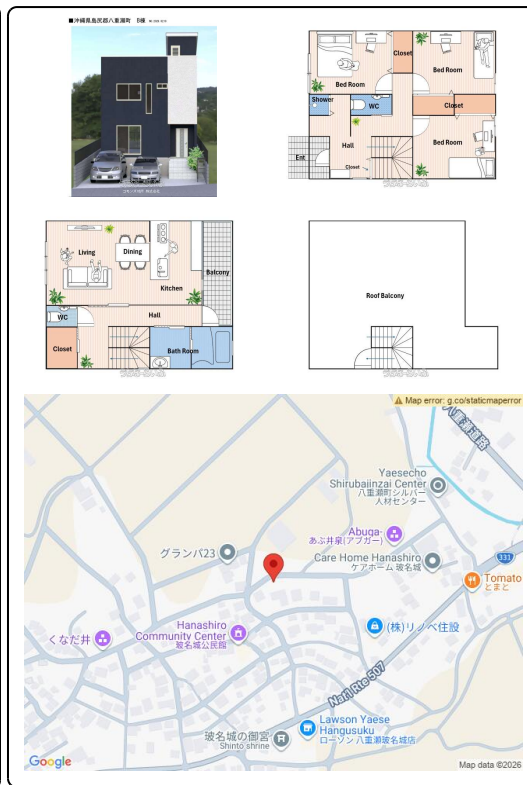 ■沖縄県島尻郡八重瀬町 B棟
Bed Room
Closet
Bed Room
Shower
WC
Closet
Hall
Bed Room
Ent
Closet
Living
Dining
Kitchen
Balcony
WC
Hall
Closet
Bath Room
Roof Balcony
Map error: g.co/staticmaperror
八重瀬道路
Yaesecho
Shirubajinzai Center
八重瀬町シルバー
人材センター
Abuga-
あぶ井泉(アブガー)
グランパ23
Care Home Hanashiro
ケアホーム 玻名城
331
Tomato
とまと
Hanashiro
Community Center
玻名城公民館
(株)リノベ住設
くなだ井
Nat'l Rte 507
玻名城の御宮
Shinto shrine
Lawson Yaese
Hangusuku
ローソン 八重瀬玻名城店
Google
Map data ©2026